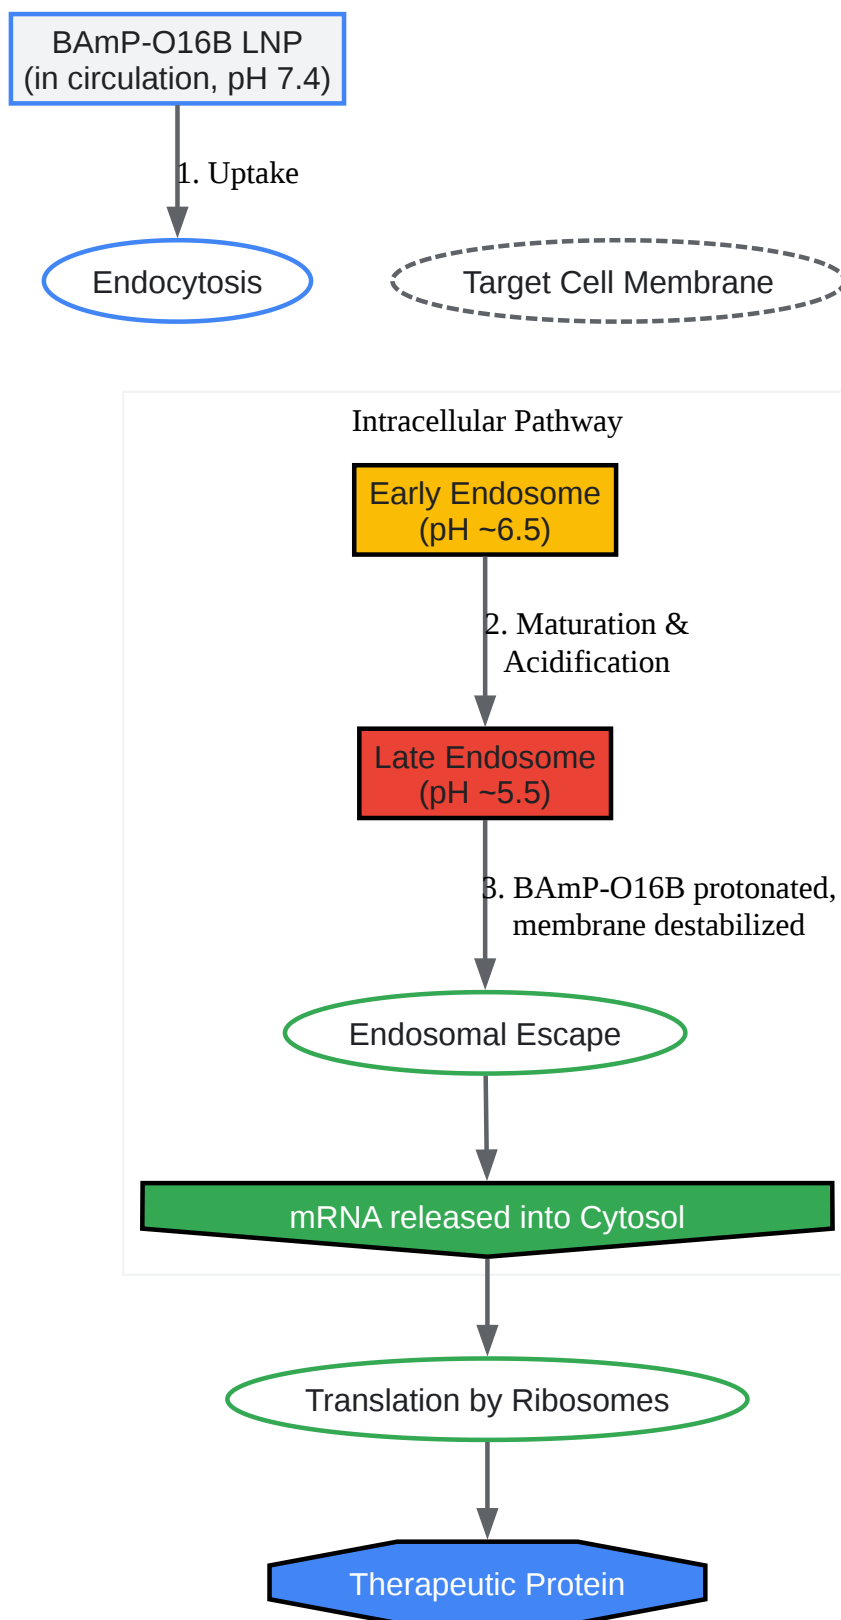 BAmP-O16B LNP
(in circulation, pH 7.4)
1. Uptake
Endocytosis
Target Cell Membrane
Intracellular Pathway
Early Endosome
(pH ~6.5)
2. Maturation &
Acidification
Late Endosome
(pH ~5.5)
3. BAmP-O16B protonated,
membrane destabilized
Endosomal Escape
mRNA released into Cytosol
Translation by Ribosomes
Therapeutic Protein